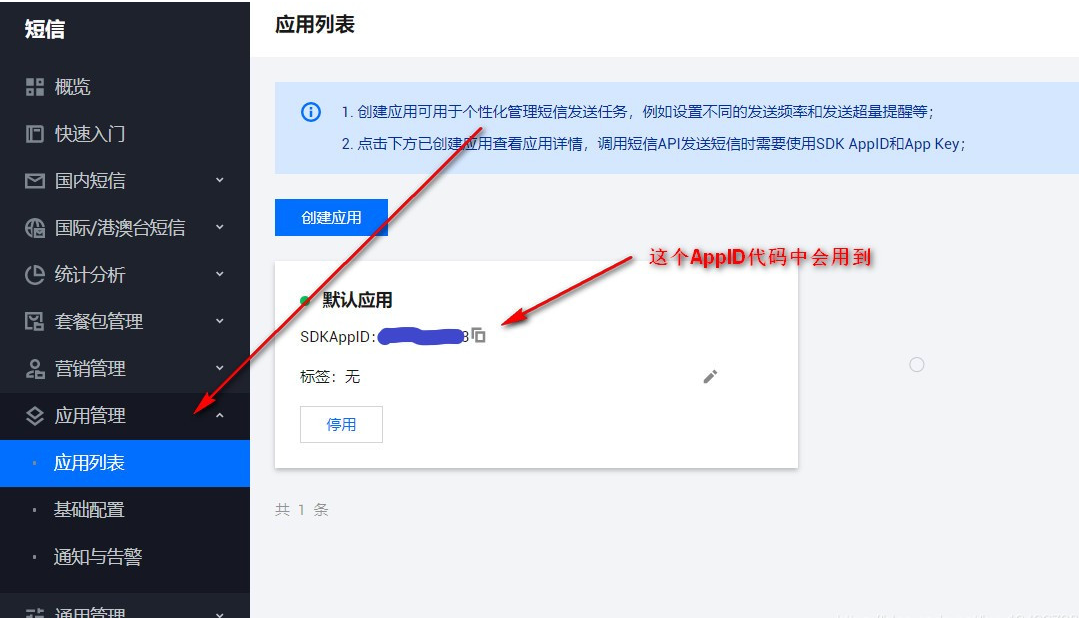 短信
概览
快速入门
国内短信
国际/港澳台短信
统计分析
套餐包管理
营销管理
应用管理
应用列表
基础配置
通知与告警
通用管理
应用列表
1. 创建应用可用于个性化管理短信发送任务，例如设置不同的发送频率和发送超量提醒等；
2. 点击下方已创建应用查看应用详情，调用短信API发送短信时需要使用SDK AppID和App Key；
创建应用
这个AppID代码中会用到
默认应用
SDKAppID:
标签：无
停用
共 1 条